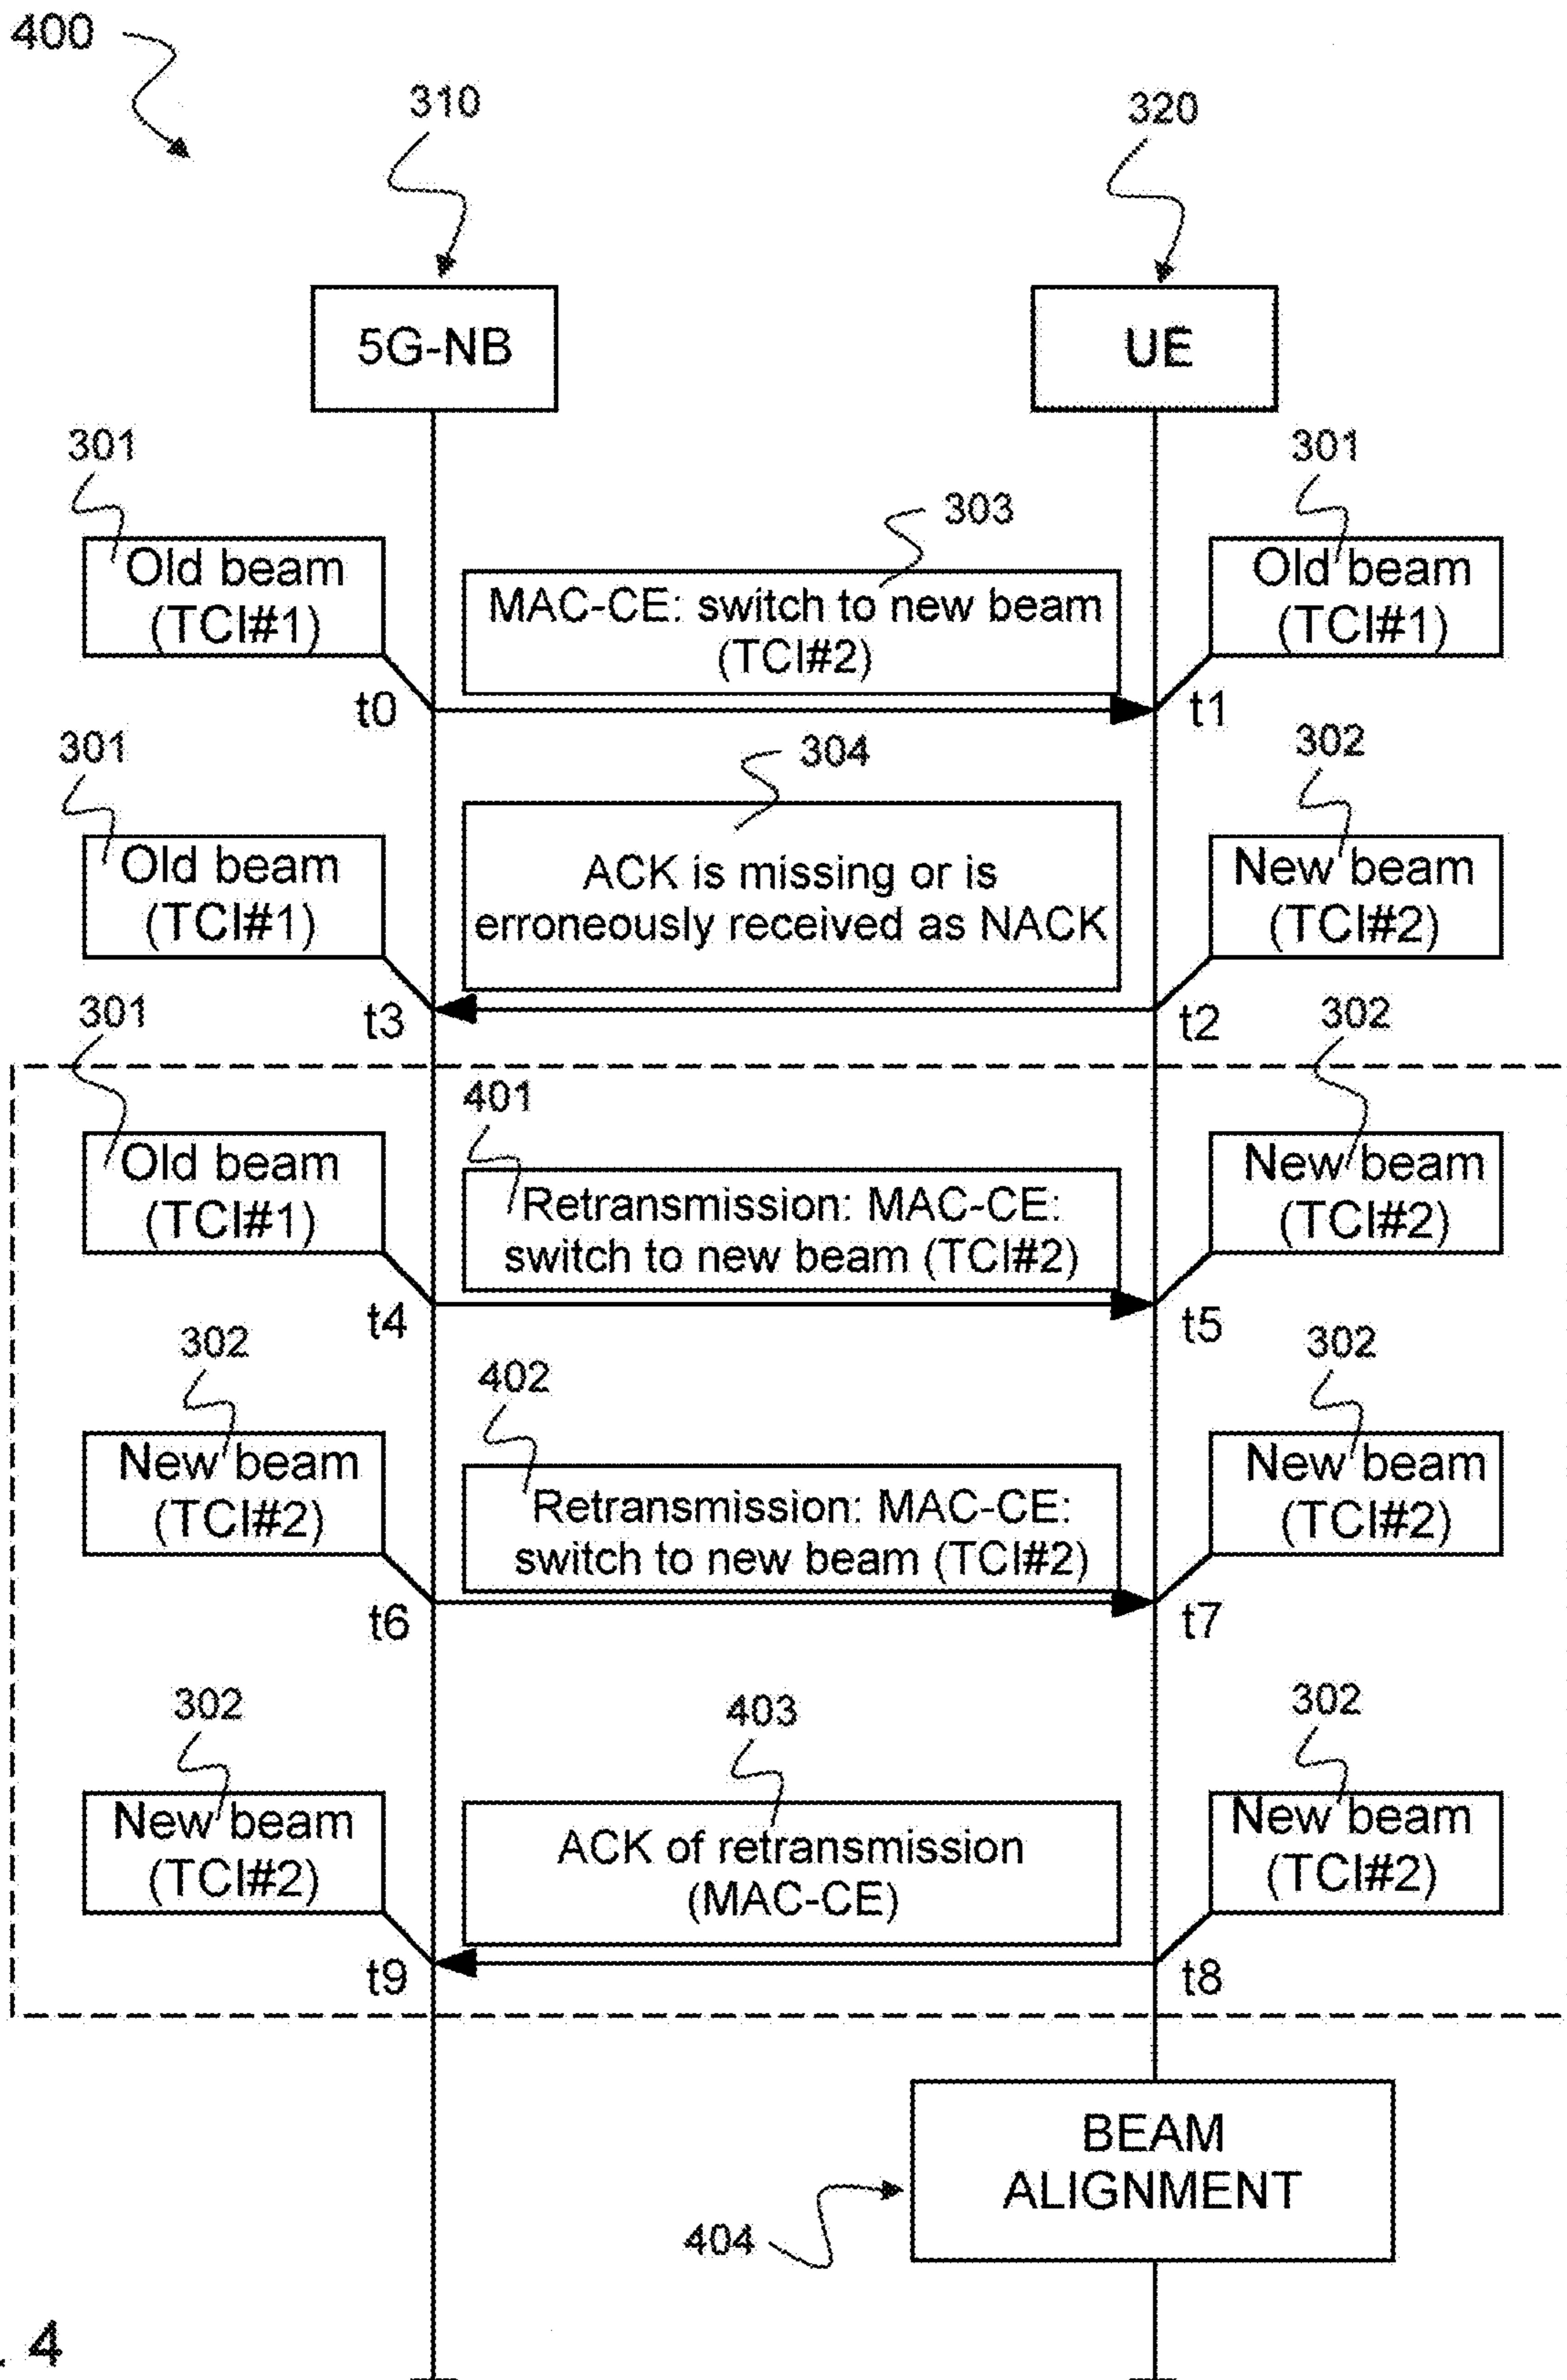 400
310
320
5G-NB
UE
301
301
303
Old beam
(TCI#1)
MAC-CE: switch to new beam
(TCI#2)
Old beam
(TCI#1)
t0
t1
301
304
302
Old beam
(TCI#1)
ACK is missing or is
erroneously received as NACK
New beam
(TCI#2)
t3
t2
301
302
401
Old beam
(TCI#1)
Retransmission: MAC-CE:
switch to new beam (TCI#2)
New beam
(TCI#2)
t4
t5
302
402
302
New beam
(TCI#2)
Retransmission: MAC-CE:
switch to new beam (TCI#2)
New beam
(TCI#2)
t6
t7
302
403
302
New beam
(TCI#2)
ACK of retransmission
(MAC-CE)
New beam
(TCI#2)
t9
t8
BEAM
ALIGNMENT
404
. 4